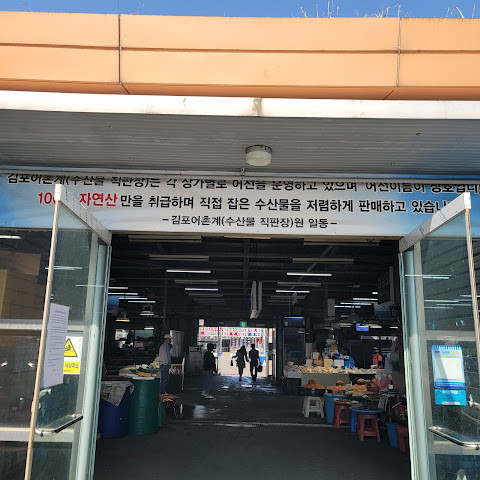 김포어촌계(수산물 직판장)는 각 상가별로 어선을 운영하고 있으며 어선이름이 상호입니
100% 자연산만을 취급하며 직접 잡은 수산물을 저렴하게 판매하고 있습니
- 김포어촌계(수산물 직판장)원 일동 -